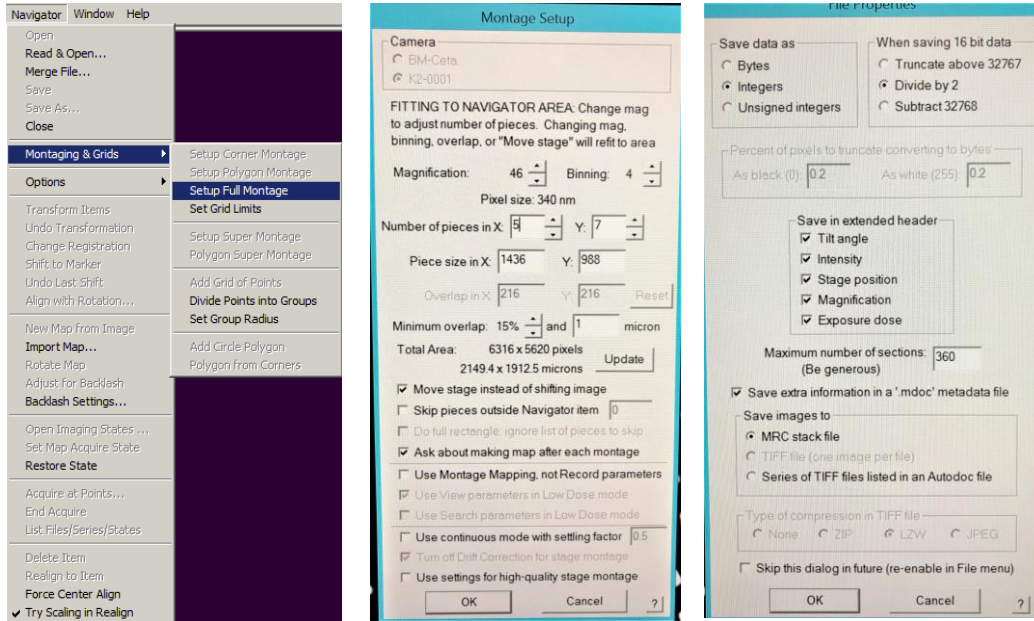 Navigator Window Help
Open
Read & Open...
Merge File...
Save
Save As...
Close
Montaging & Grids
Options
Transform Items
Undo Transformation
Change Registration
Shift to Marker
Undo Last Shift
Align with Rotation...
New Map from Image
Import Map...
Rotate Map
Adjust for Backlash
Backlash Settings...
Open Imaging States ...
Set Map Acquire State
Restore State
Acquire at Points...
End Acquire
List Files/Series/States
Delete Item
Realign to Item
Force Center Align
Try Scaling in Realign
Setup Corner Montage
Setup Polygon Montage
Setup Full Montage
Set Grid Limits
Setup Super Montage
Polygon Super Montage
Add Grid of Points
Divide Points into Groups
Set Group Radius
Add Circle Polygon
Polygon from Corners
Montage Setup
Camera
BM-Ceta
K2-0001
FITTING TO NAVIGATOR AREA: Change mag
to adjust number of pieces. Changing mag,
binning, overlap, or "Move stage" will refit to area
Magnification: 46 Binning: 4
Pixel size: 340 nm
Number of pieces in X: 5 Y: 7
Piece size in X: 1436 Y: 988
Overlap in X: 216 Y: 216 Reset
Minimum overlap: 15% and 1 micron
Total Area: 6316 x 5620 pixels
2149.4 x 1912.5 microns Update
Move stage instead of shifting image
Skip pieces outside Navigator item 0
Do full rectangle; ignore list of pieces to skip
Ask about making map after each montage
Use Montage Mapping, not Record parameters
Use View parameters in Low Dose mode
Use Search parameters in Low Dose mode
Use continuous mode with settling factor 0.5
Turn off Drift Correction for stage montage
Use settings for high-quality stage montage
OK Cancel ?
File Properties
Save data as
Bytes
Integers
Unsigned integers
When saving 16 bit data
Truncate above 32767
Divide by 2
Subtract 32768
Percent of pixels to truncate converting to bytes
As black (0): 0.2 As white (255): 0.2
Save in extended header
Tilt angle
Intensity
Stage position
Magnification
Exposure dose
Maximum number of sections: 360
(Be generous)
Save extra information in a '.mdoc' metadata file
Save images to
MRC stack file
TIFF file (one image per file)
Series of TIFF files listed in an Autodoc file
Type of compression in TIFF file
None ZIP LZW JPEG
Skip this dialog in future (re-enable in File menu)
OK Cancel ?